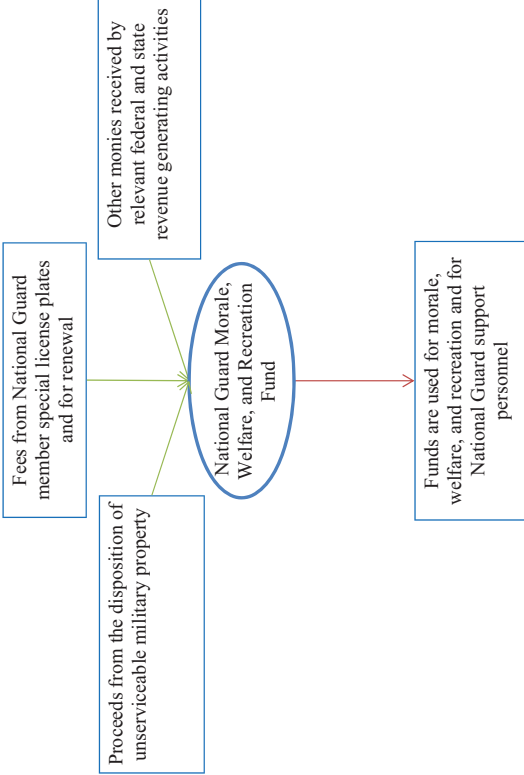 Fees from National Guard
member special license plates
and for renewal
Proceeds from the disposition of
unserviceable military property
Other monies received by
relevant federal and state
revenue generating activities
National Guard Morale,
Welfare, and Recreation
Fund
Funds are used for morale,
welfare, and recreation and for
National Guard support
personnel